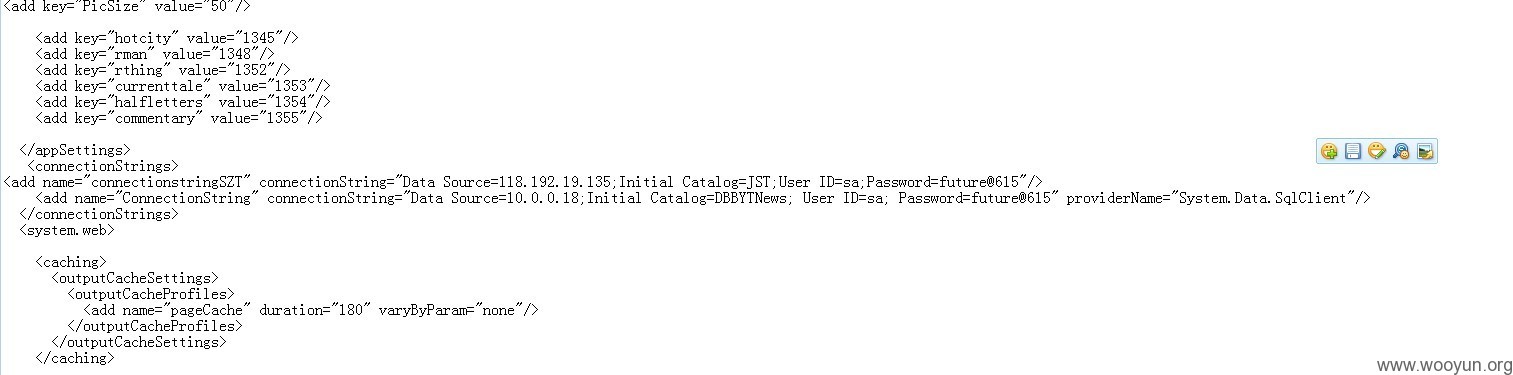 <add key="PicSize" value="50"/>
<add key="hotcity" value="1345"/>
<add key="rman" value="1348"/>
<add key="rthing" value="1352"/>
<add key="currenttale" value="1353"/>
<add key="halfletters" value="1354"/>
<add key="commentary" value="1355"/>
</appSettings>
<connectionStrings>
<add name="connectionstringSZT" connectionString="Data Source=118.192.19.135;Initial Catalog=JST;User ID=sa;Password=future@615"/>
<add name="ConnectionString" connectionString="Data Source=10.0.0.18;Initial Catalog=DBBYTNews; User ID=sa; Password=future@615" providerName="System.Data.SqlClient"/>
</connectionStrings>
<system.web>
<caching>
<outputCacheSettings>
<outputCacheProfiles>
<add name="pageCache" duration="180" varyByParam="none"/>
</outputCacheProfiles>
</outputCacheSettings>
</caching>
www.wooyun.org